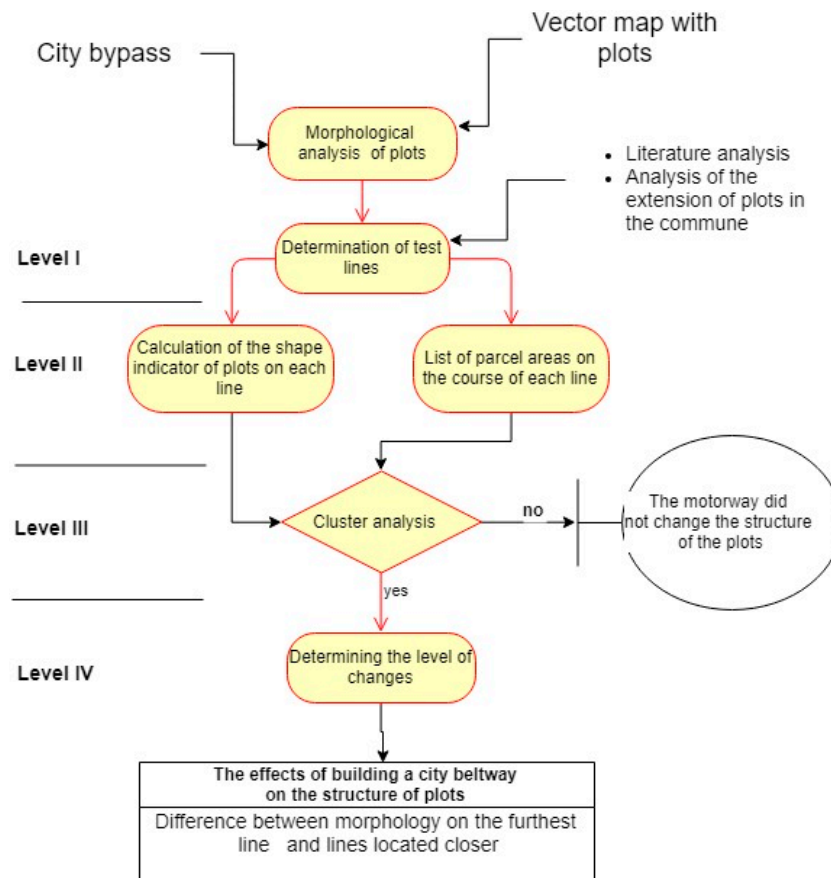 City bypass
Vector map with
plots
Morphological
analysis of plots
• Literature analysis
• Analysis of the
extension of plots in
the commune
Level I
Determination of test
lines
Level II
Calculation of the shape
indicator of plots on each
line
List of parcel areas
on the course of each
line
Level III
Cluster analysis
no
The motorway did
not change the structure
of the plots
yes
Level IV
Determining the level of
changes
The effects of building a city beltway
on the structure of plots
Difference between morphology on the furthest
line and lines located closer